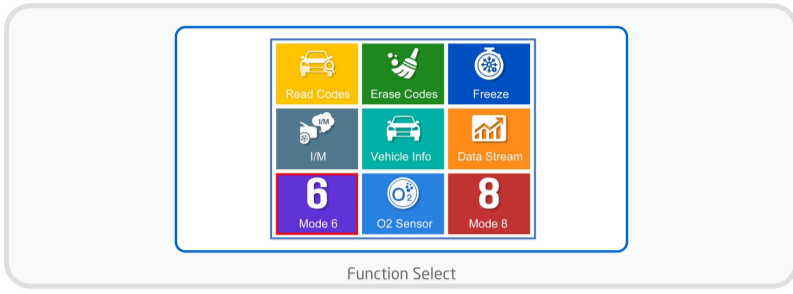 Read Codes Erase Codes Freeze
I/M
I/M Vehicle Info Data Stream
6 O2 8
Mode 6 O2 Sensor Mode 8
Function Select